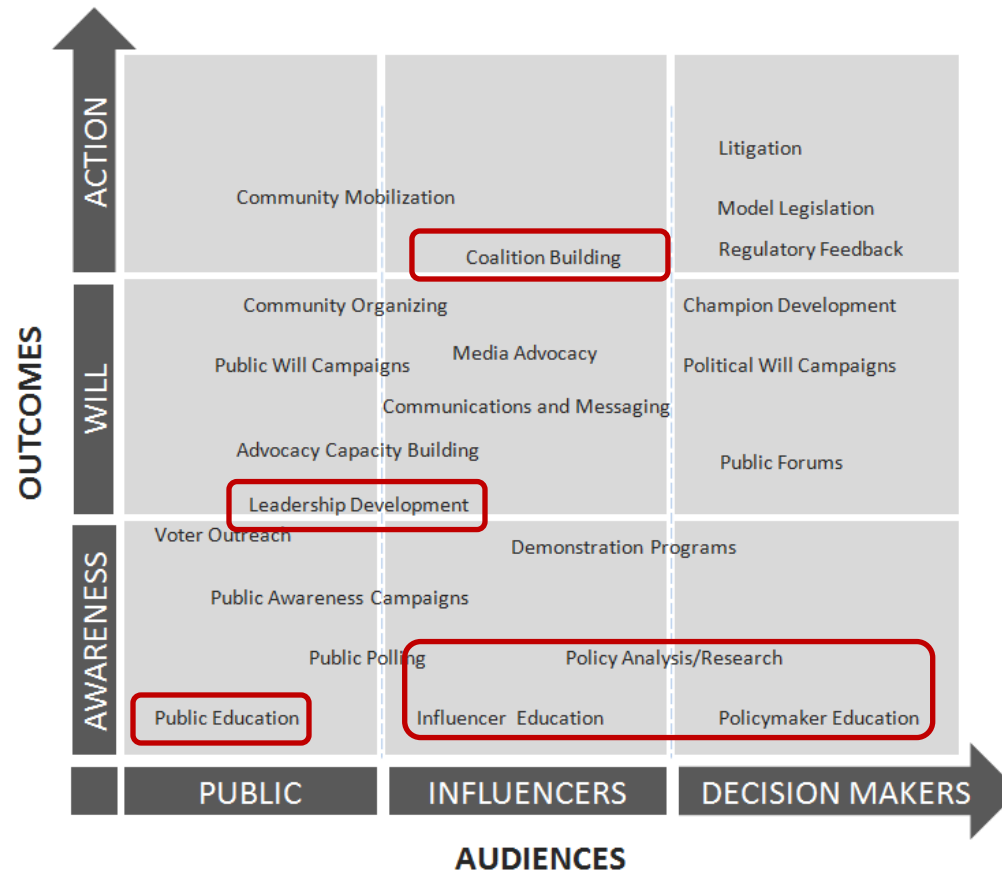 ACTION
Litigation
Community Mobilization
Model Legislation
Coalition Building
Regulatory Feedback
OUTCOMES
WILL
Community Organizing
Champion Development
Media Advocacy
Public Will Campaigns
Political Will Campaigns
Communications and Messaging
Advocacy Capacity Building
Public Forums
Leadership Development
AWARENESS
Voter Outreach
Demonstration Programs
Public Awareness Campaigns
Public Polling
Policy Analysis/Research
Public Education
Influencer Education
Policymaker Education
PUBLIC
INFLUENCERS
DECISION MAKERS
AUDIENCES